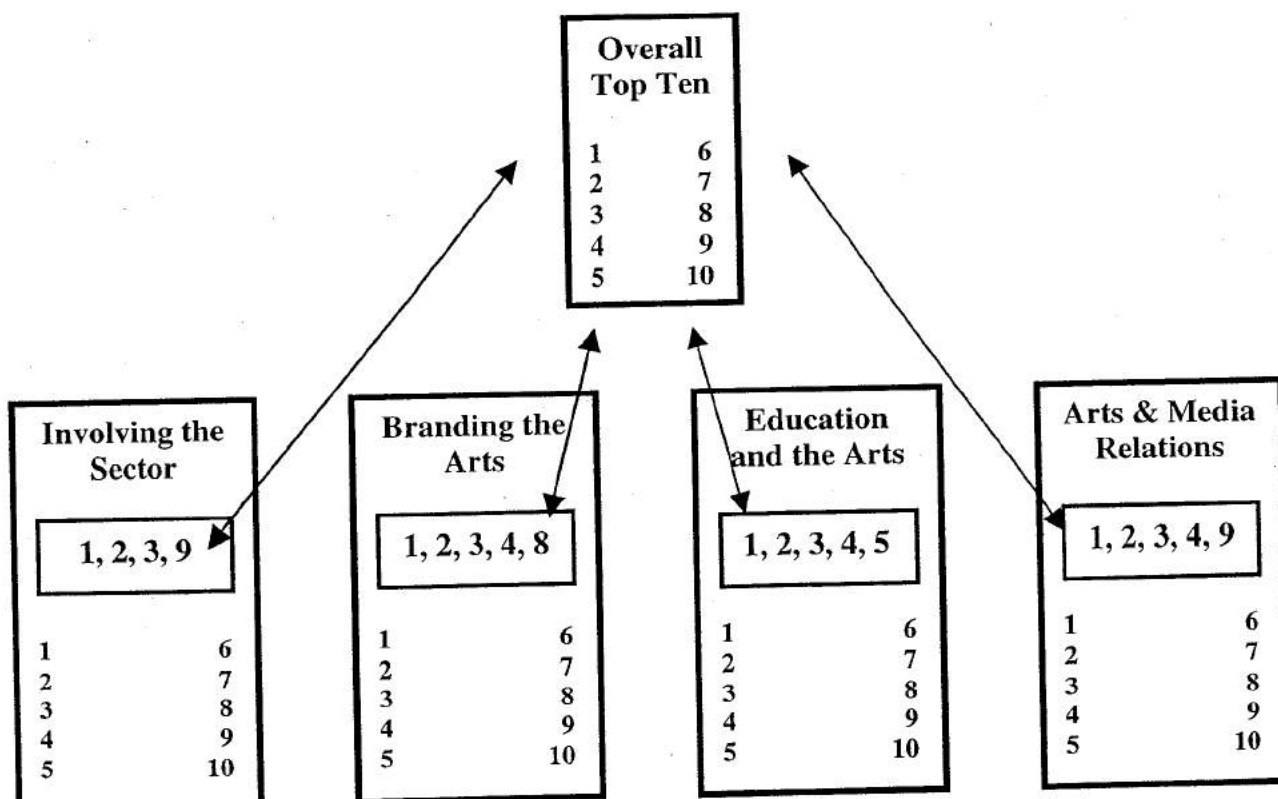 Overall
Top Ten
1 6
2 7
3 8
4 9
5 10
Involving the
Sector
1, 2, 3, 9
1 6
2 7
3 8
4 9
5 10
Branding the
Arts
1, 2, 3, 4, 8
1 6
2 7
3 8
4 9
5 10
Education
and the Arts
1, 2, 3, 4, 5
1 6
2 7
3 8
4 9
5 10
Arts & Media
Relations
1, 2, 3, 4, 9
1 6
2 7
3 8
4 9
5 10